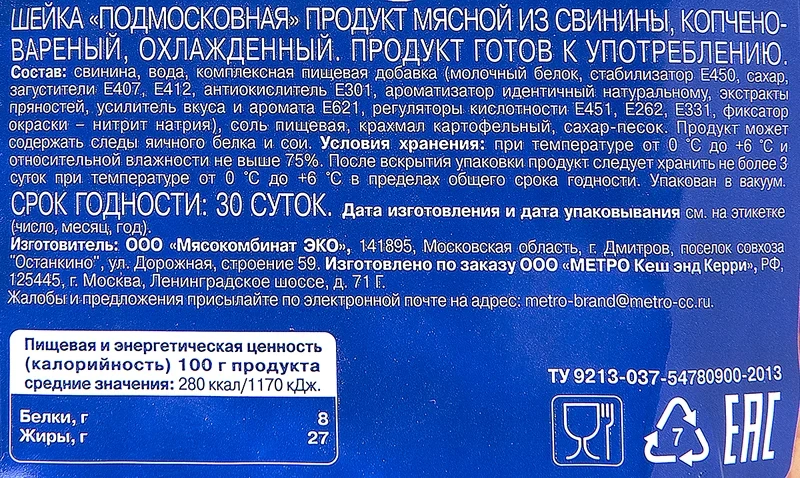 ШЕЙКА "ПОДМОСКОВНАЯ" ПРОДУКТ МЯСНОЙ ИЗ СВИНИНЫ, КОПЧЕНО-
ВАРЕНЫЙ, ОХЛАЖДЕННЫЙ. ПРОДУКТ ГОТОВ К УПОТРЕБЛЕНИЮ.
Состав: свинина, вода, комплексная пищевая добавка (молочный белок, стабилизатор Е450, сахар,
загустители Е407, Е412, антиокислитель Е301, ароматизатор идентичный натуральному, экстракты
пряностей, усилитель вкуса и аромата Е621, регуляторы кислотности Е451, Е262, Е331, фиксатор
окраски – нитрит натрия), соль пищевая, крахмал картофельный, сахар-песок. Продукт может
содержать следы яичного белка и сои. Условия хранения: при температуре от 0 °С до +6 °С и
относительной влажности не выше 75%. После вскрытия упаковки продукт следует хранить не более 3
суток при температуре от 0 °С до +6 °С в пределах общего срока годности. Упакован в вакуум.
СРОК ГОДНОСТИ: 30 СУТОК. Дата изготовления и дата упаковывания см. на этикетке
(число, месяц, год).
Изготовитель: ООО «Мясокомбинат ЭКО», 141895, Московская область, г. Дмитров, поселок совхоза
"Останкино", ул. Дорожная, строение 59. Изготовлено по заказу ООО «МЕТРО Кеш энд Керри», РФ,
125445, г. Москва, Ленинградское шоссе, д. 71 Г.
Жалобы и предложения присылайте по электронной почте на адрес: metro-brand@metro-cc.ru.
Пищевая и энергетическая ценность
(калорийность) 100 г продукта
средние значения: 280 ккал/1170 кДж.
Белки, г 8
Жиры, г 27
ТУ 9213-037-54780900-2013
7
ЕАС